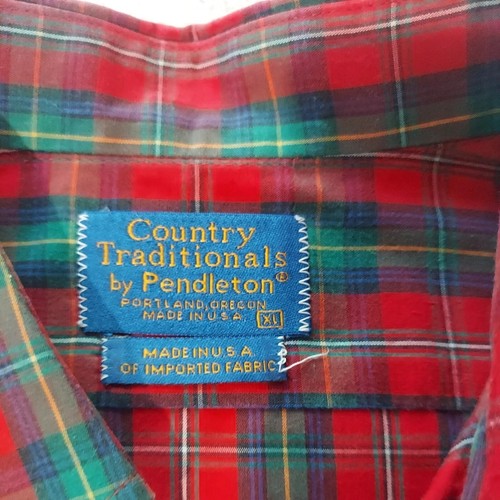 Country
Traditionals
by Pendleton®
PORTLAND, OREGON
MADE IN U.S.A. XL
MADE IN U.S.A.
OF IMPORTED FABRIC